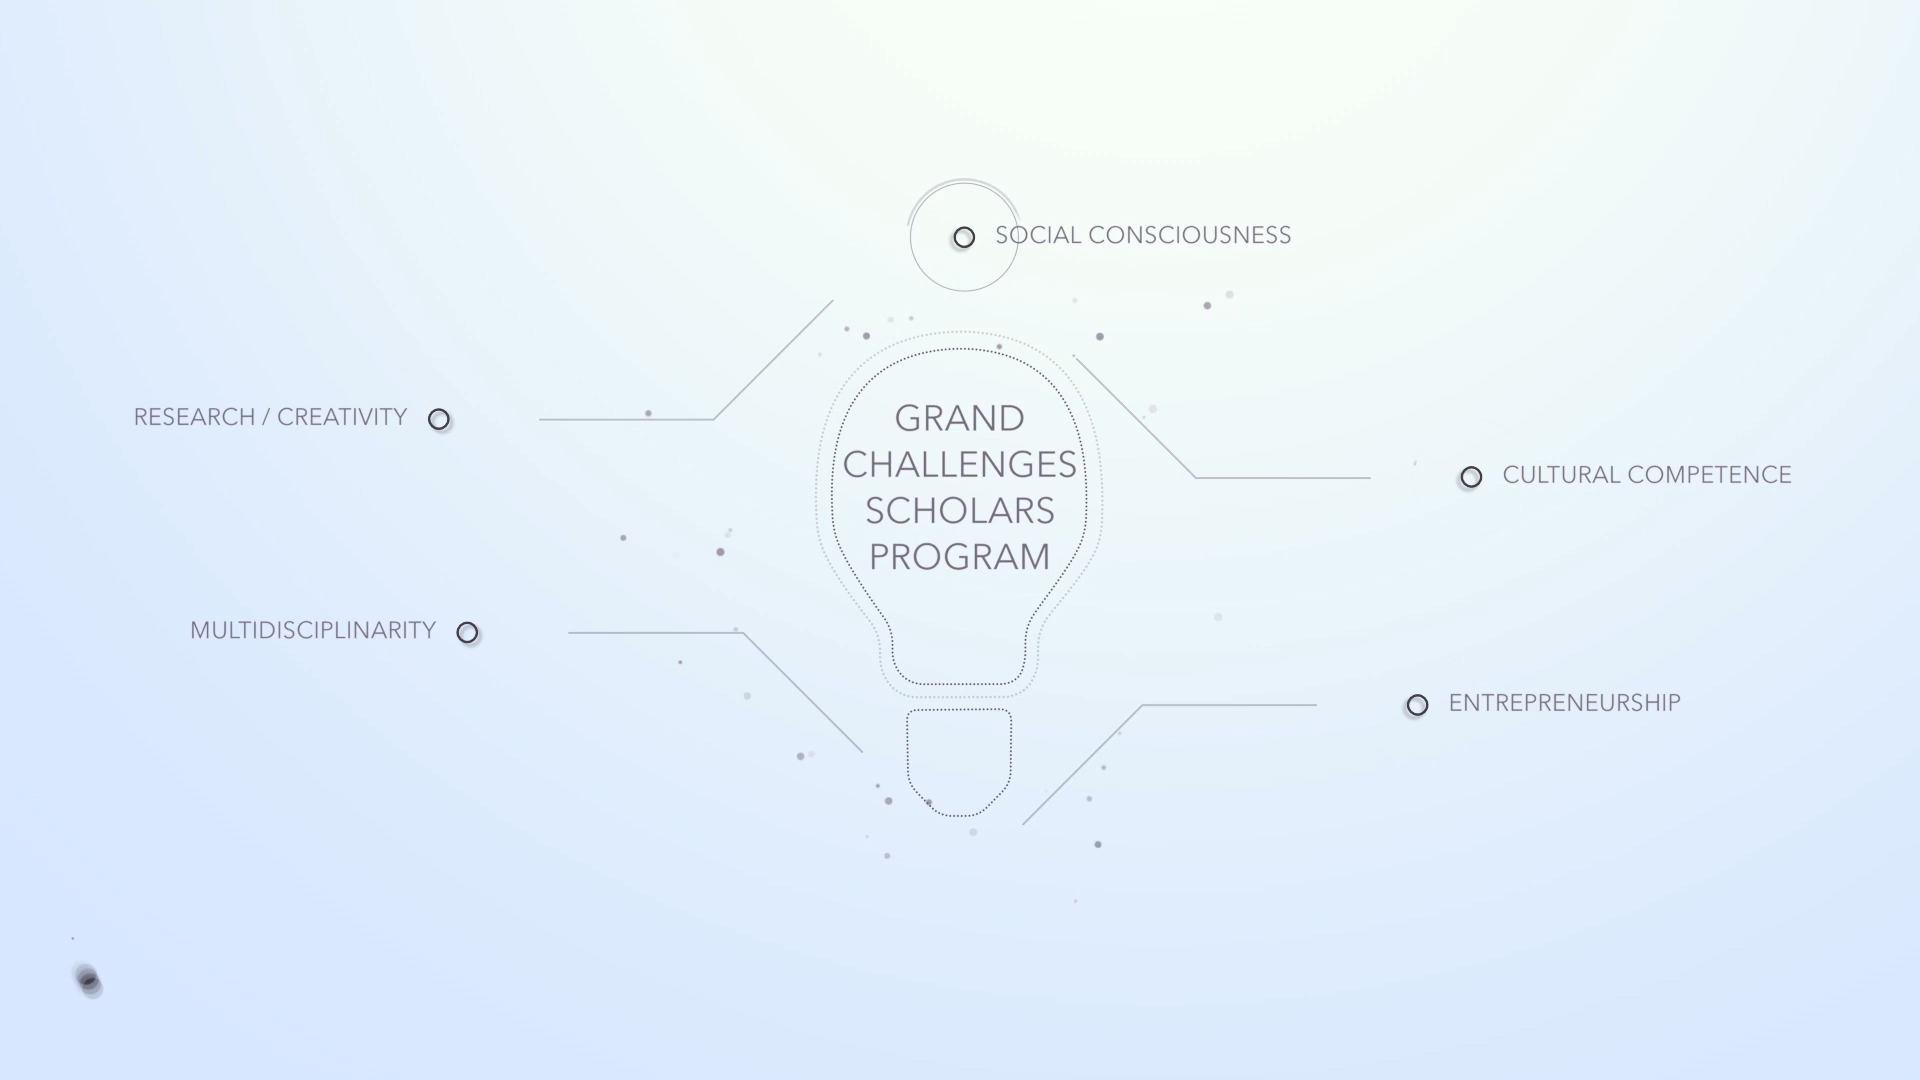 SOCIAL CONSCIOUSNESS
RESEARCH / CREATIVITY
GRAND
CHALLENGES
SCHOLARS
PROGRAM
CULTURAL COMPETENCE
MULTIDISCIPLINARITY
ENTREPRENEURSHIP